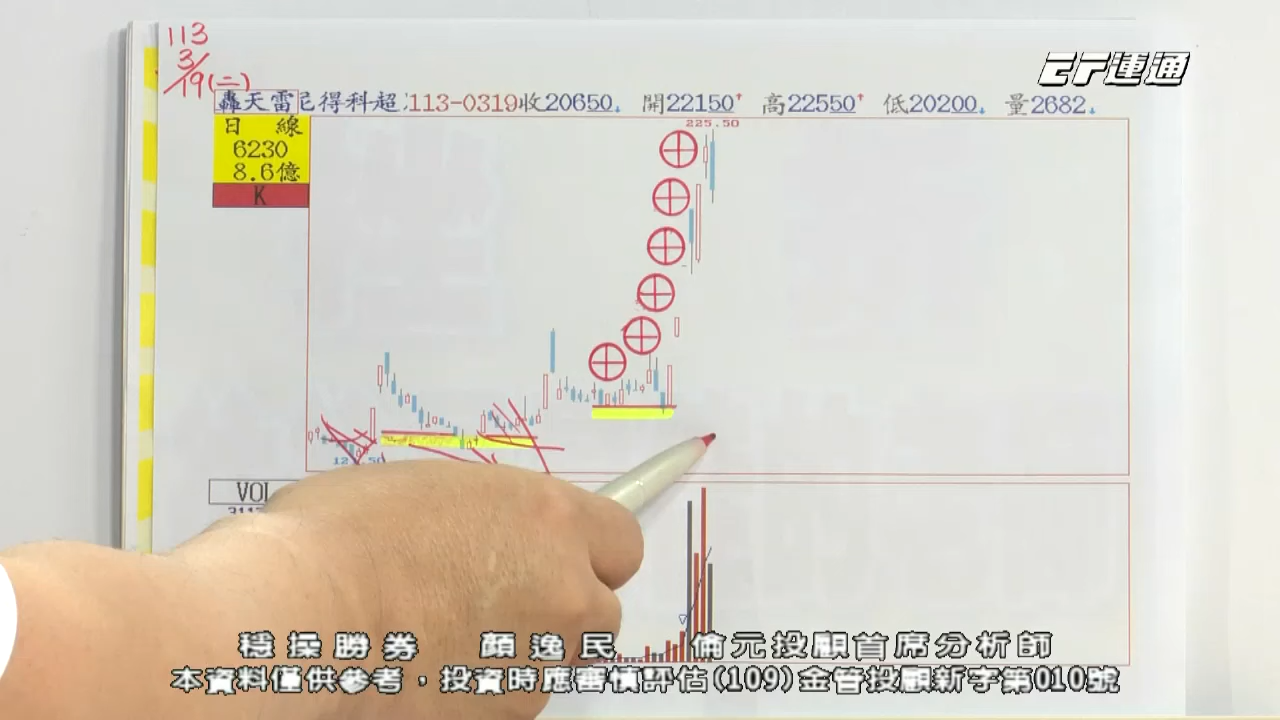 113
3/19(二)
EF運通
轟天雷尼得科超 113-0319收20650 開22150 高22550 低20200 量2682
225.50
日 線
6230
8.6億
K
VOL
穩操勝券 顏逸民 倫元投顧首席分析師
本資料僅供參考，投資時應審慎評估(109)金管投顧新字第010號